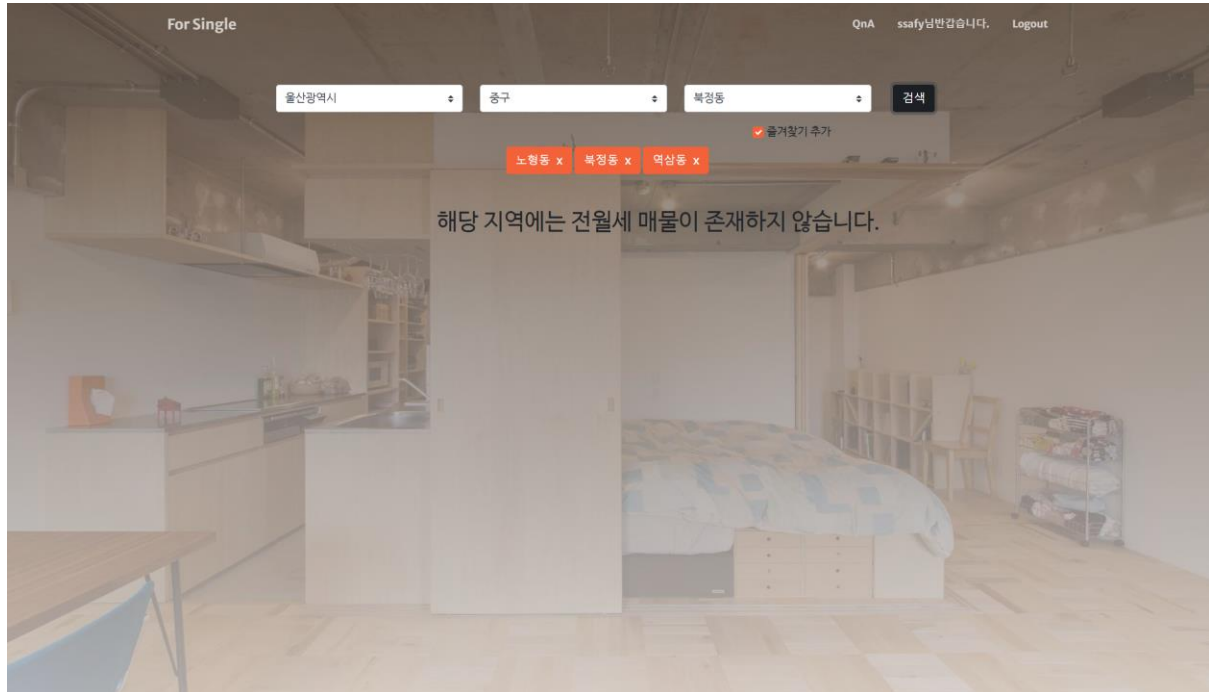 For Single
QnA ssafy님반갑습니다. Logout
울산광역시 중구 북정동 검색
즐겨찾기 추가
노형동 x 북정동 x 역삼동 x
해당 지역에는 전월세 매물이 존재하지 않습니다.